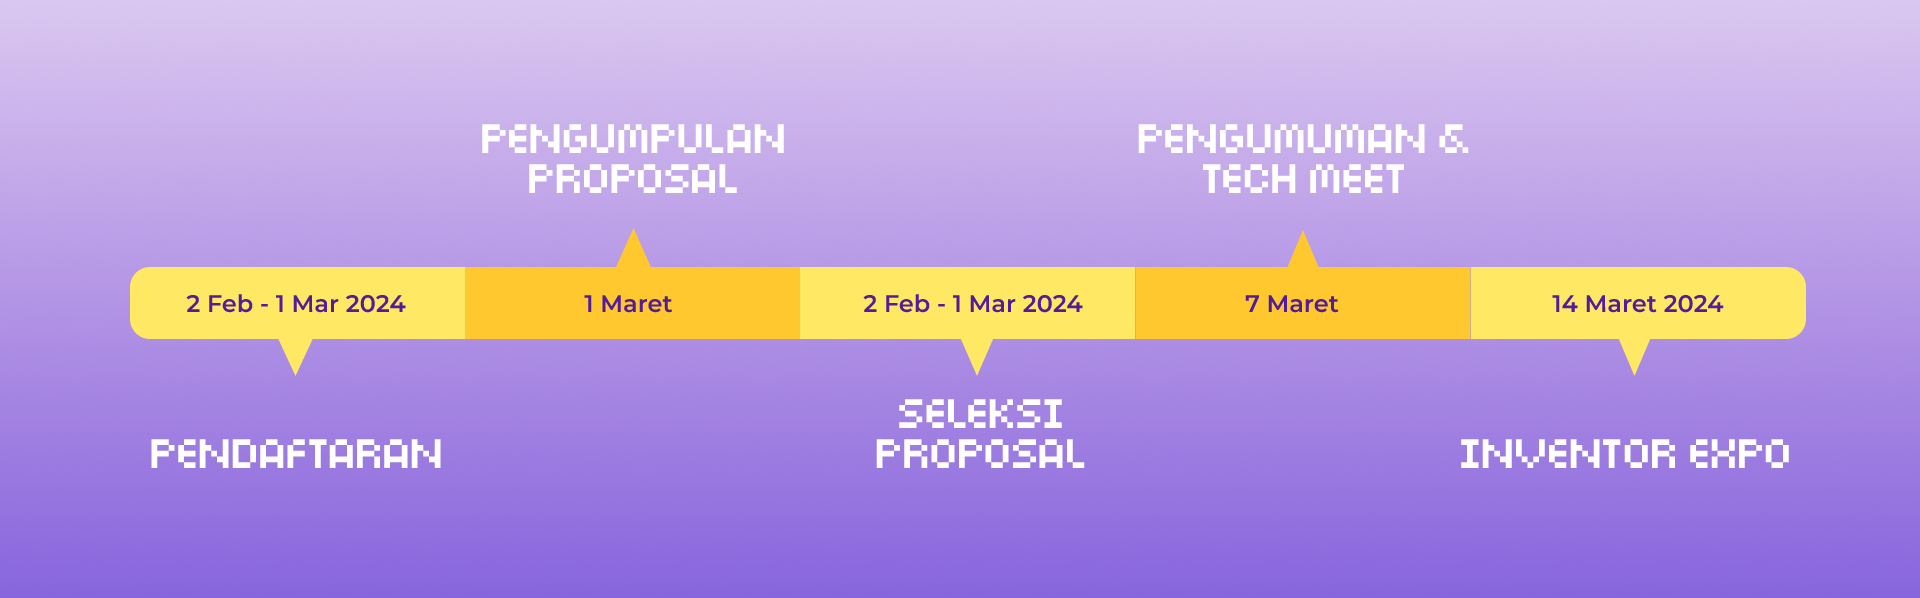 PENGUMPULAN
PROPOSAL
PENGUMUMAN &
TECH MEET
2 Feb - 1 Mar 2024
1 Maret
2 Feb - 1 Mar 2024
7 Maret
14 Maret 2024
PENDAFTARAN
SELEKSI
PROPOSAL
INVENTOR EXPO